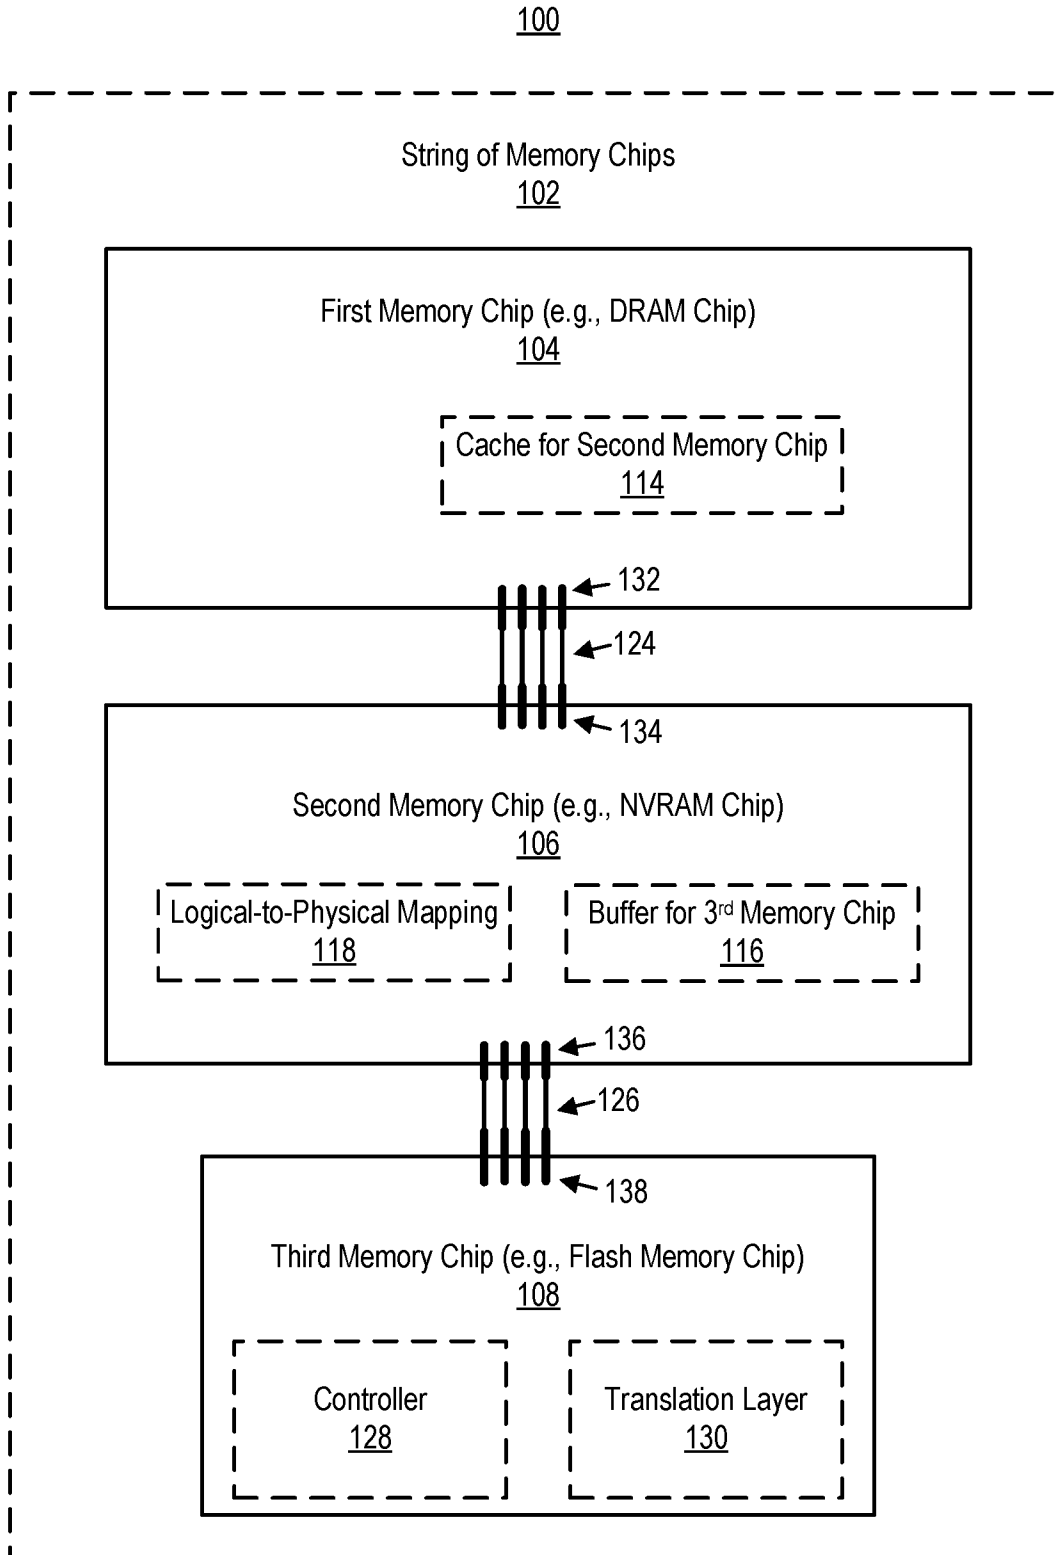 100
String of Memory Chips
102
First Memory Chip (e.g., DRAM Chip)
104
Cache for Second Memory Chip
114
132
124
134
Second Memory Chip (e.g., NVRAM Chip)
106
Logical-to-Physical Mapping
118
Buffer for 3rd Memory Chip
116
136
126
138
Third Memory Chip (e.g., Flash Memory Chip)
108
Controller
128
Translation Layer
130